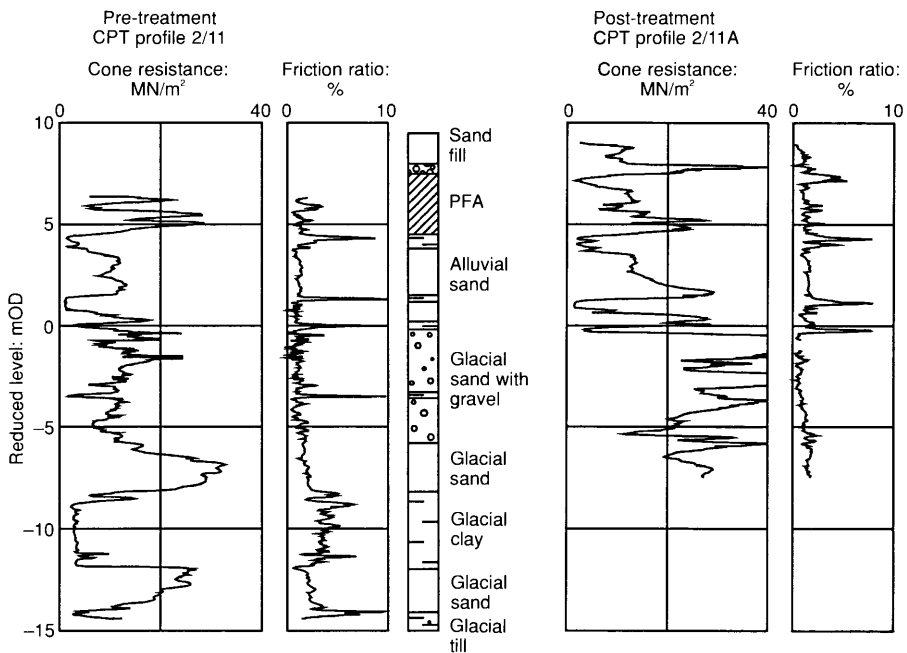 Pre-treatment
CPT profile 2/11
Cone resistance:
MN/m²
Friction ratio:
%
0
40
0
10
10
5
0
−5
−10
−15
Reduced level: mOD
Sand
fill
PFA
Alluvial
sand
Glacial
sand with
gravel
Glacial
sand
Glacial
clay
Glacial
sand
Glacial
till
Post-treatment
CPT profile 2/11A
Cone resistance:
MN/m²
Friction ratio:
%
0
40
0
10